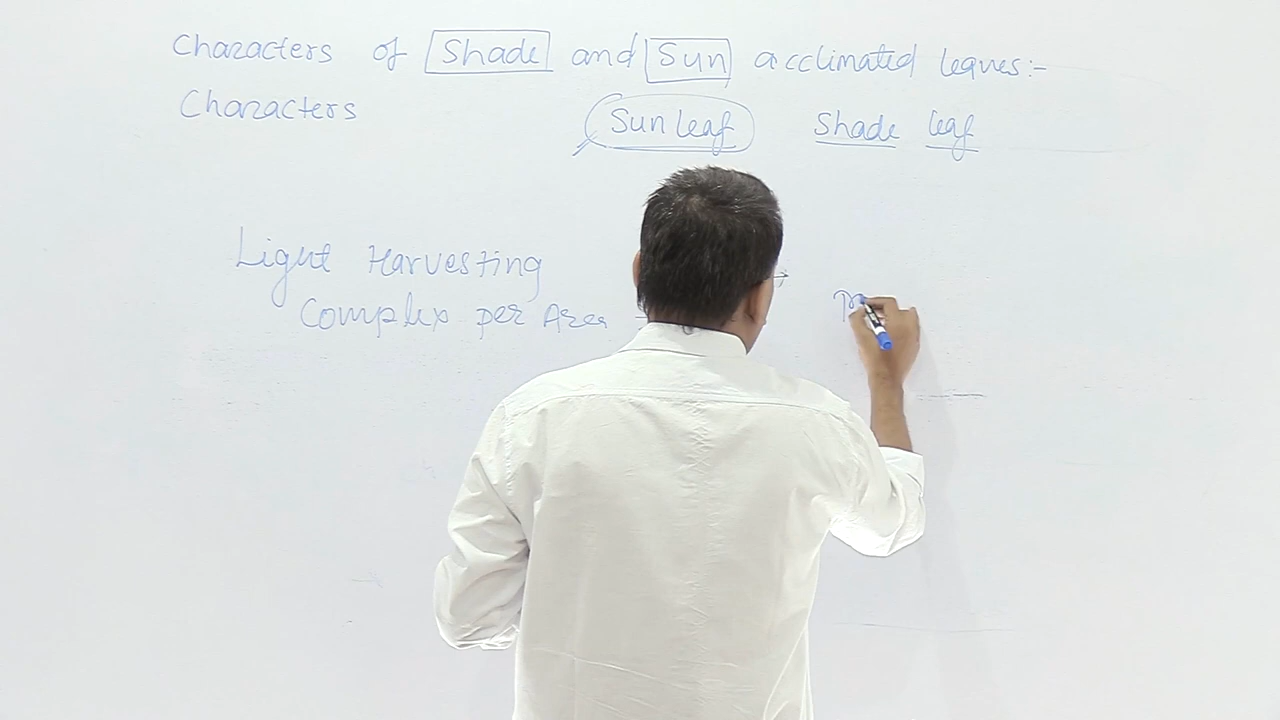 Characters of Shade and Sun acclimated leaves:-
Characters Sun leaf Shade leaf
Light Harvesting
Complex per Area